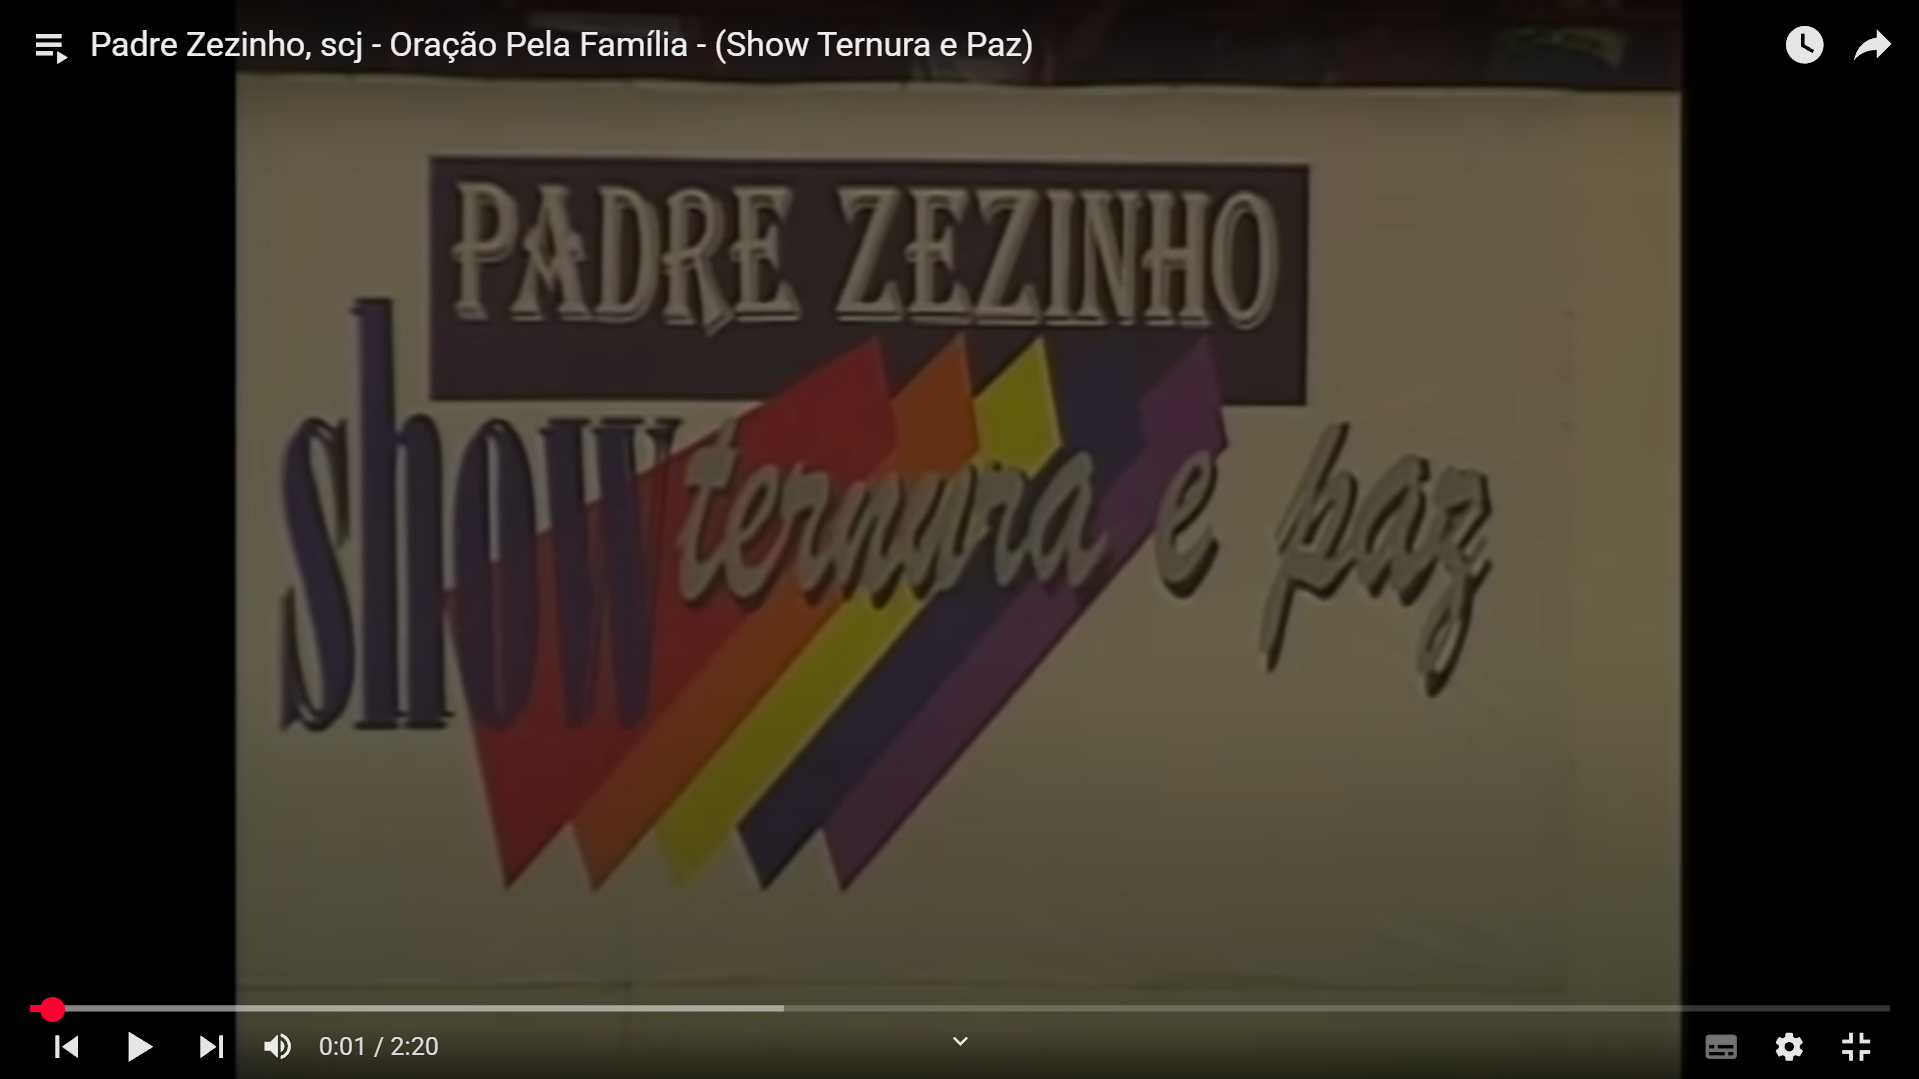 Padre Zezinho, scj - Oração Pela Família - (Show Ternura e Paz)
PADRE ZEZINHO
show ternura e paz
0:01 / 2:20